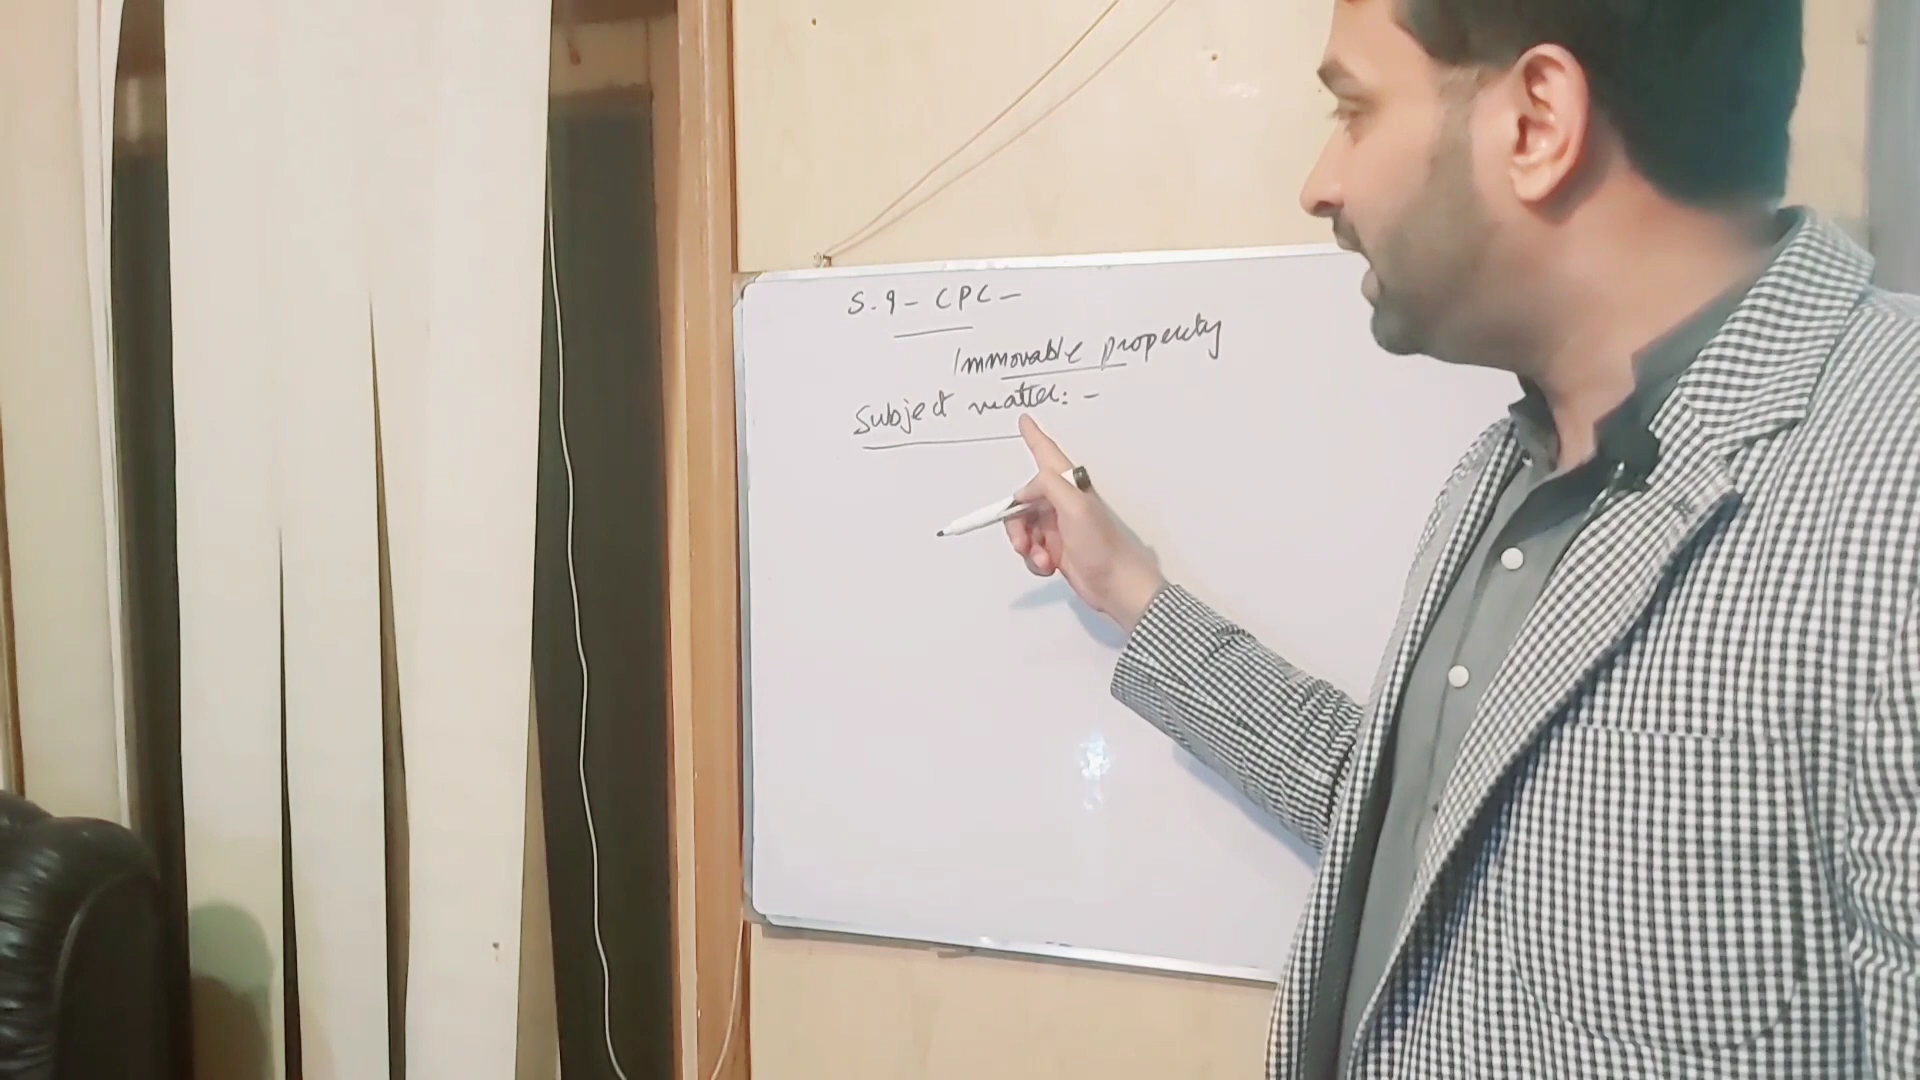 S. 9 - CPC -
Immovable property
Subject matter: -